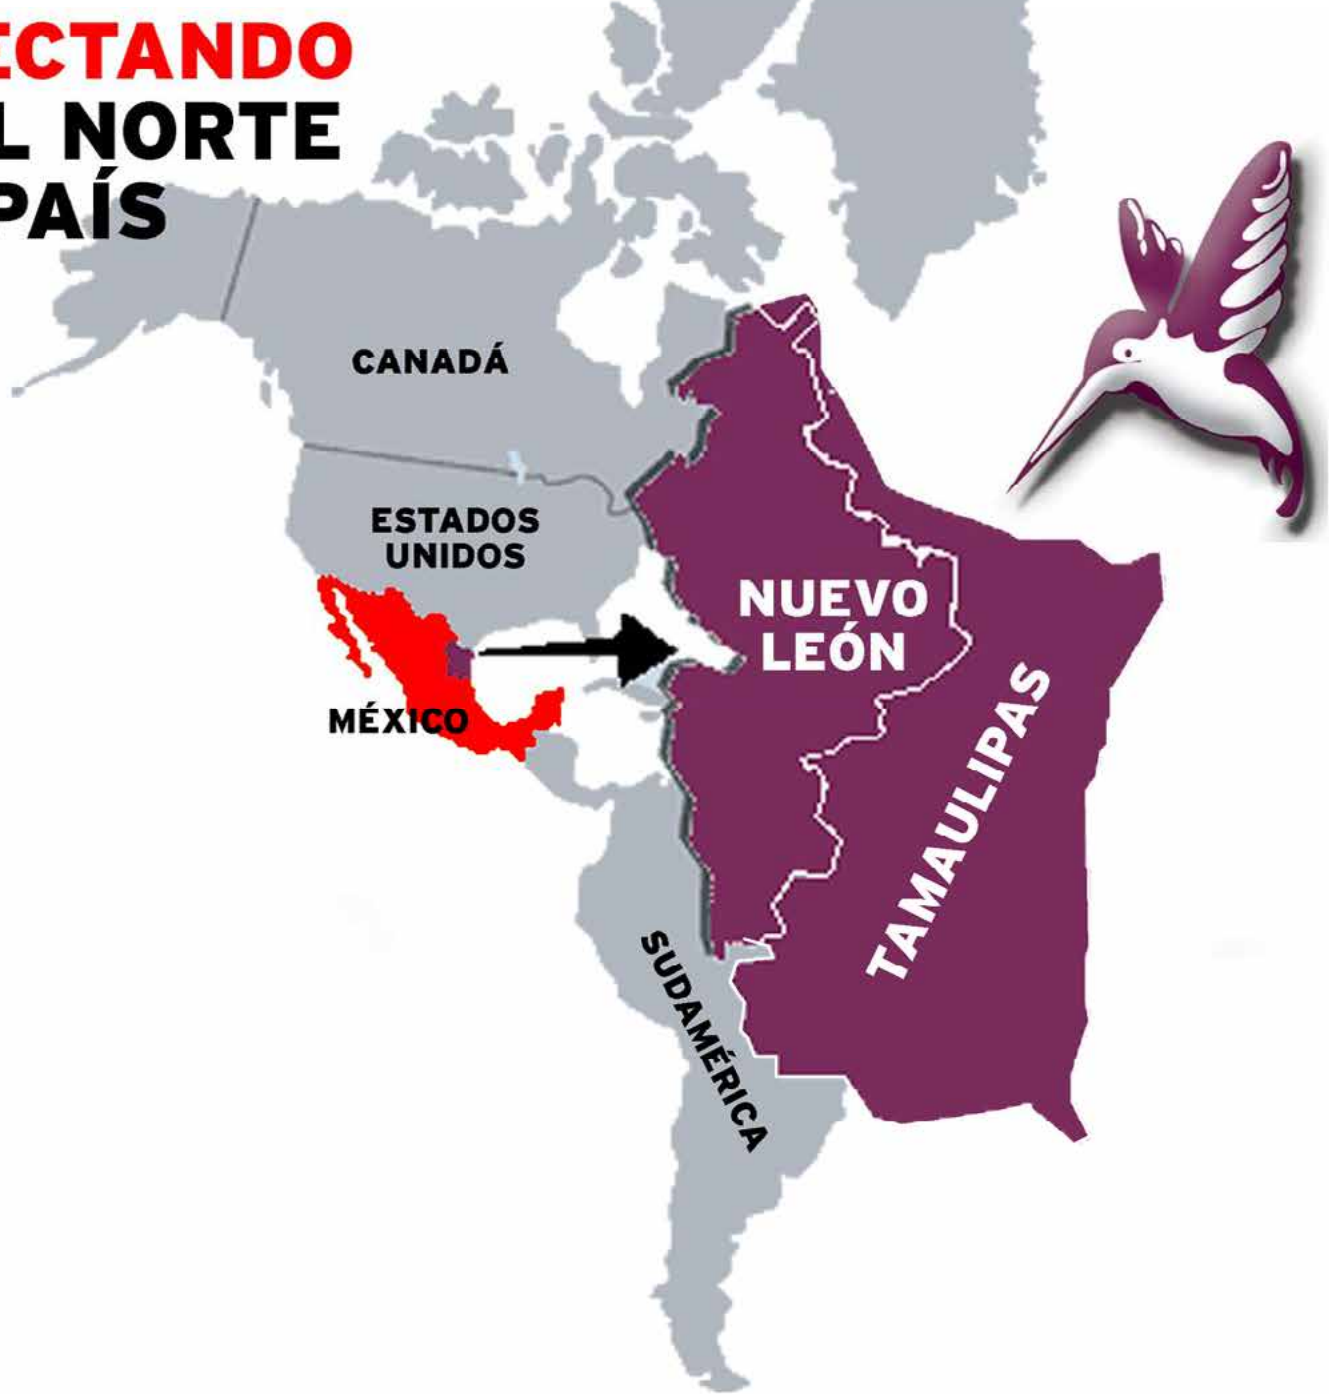 ECTANDO
L NORTE
PAÍS
CANADÁ
ESTADOS
UNIDOS
NUEVO
LEÓN
MÉXICO
TAMAULIPAS
SUDAMÉRICA